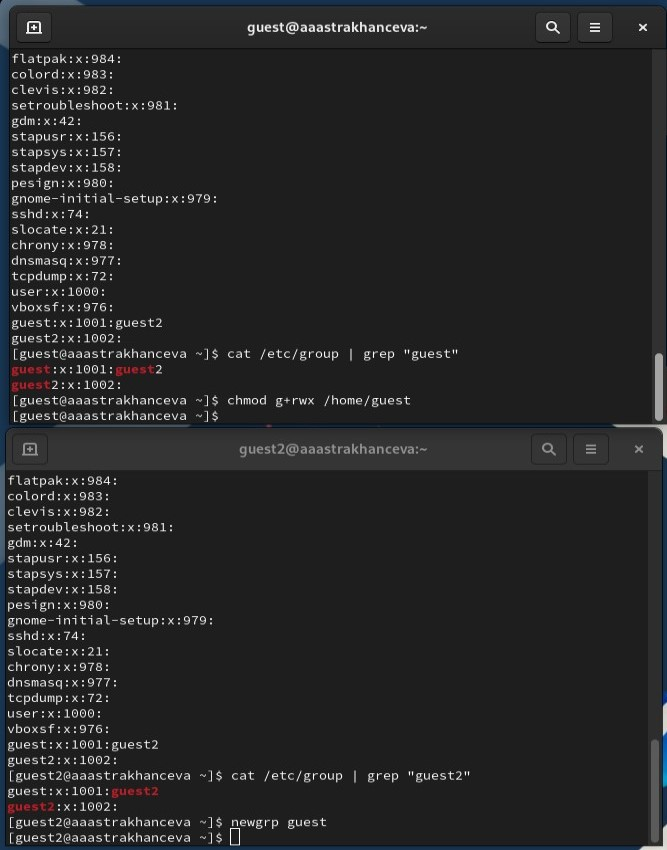 guest@aaastrakhanceva:~
flatpak:x:984:
colord:x:983:
clevis:x:982:
setroubleshoot:x:981:
gdm:x:42:
stapusr:x:156:
stapsys:x:157:
stapdev:x:158:
pesign:x:980:
gnome-initial-setup:x:979:
sshd:x:74:
slocate:x:21:
chrony:x:978:
dnsmasq:x:977:
tcpdump:x:72:
user:x:1000:
vboxsf:x:976:
guest:x:1001:guest2
guest2:x:1002:
[guest@aaastrakhanceva ~]$ cat /etc/group | grep "guest"
guest:x:1001:guest2
guest2:x:1002:
[guest@aaastrakhanceva ~]$ chmod g+rwx /home/guest
[guest@aaastrakhanceva ~]$
guest2@aaastrakhanceva:~
flatpak:x:984:
colord:x:983:
clevis:x:982:
setroubleshoot:x:981:
gdm:x:42:
stapusr:x:156:
stapsys:x:157:
stapdev:x:158:
pesign:x:980:
gnome-initial-setup:x:979:
sshd:x:74:
slocate:x:21:
chrony:x:978:
dnsmasq:x:977:
tcpdump:x:72:
user:x:1000:
vboxsf:x:976:
guest:x:1001:guest2
guest2:x:1002:
[guest2@aaastrakhanceva ~]$ cat /etc/group | grep "guest2"
guest:x:1001:guest2
guest2:x:1002:
[guest2@aaastrakhanceva ~]$ newgrp guest
[guest2@aaastrakhanceva ~]$